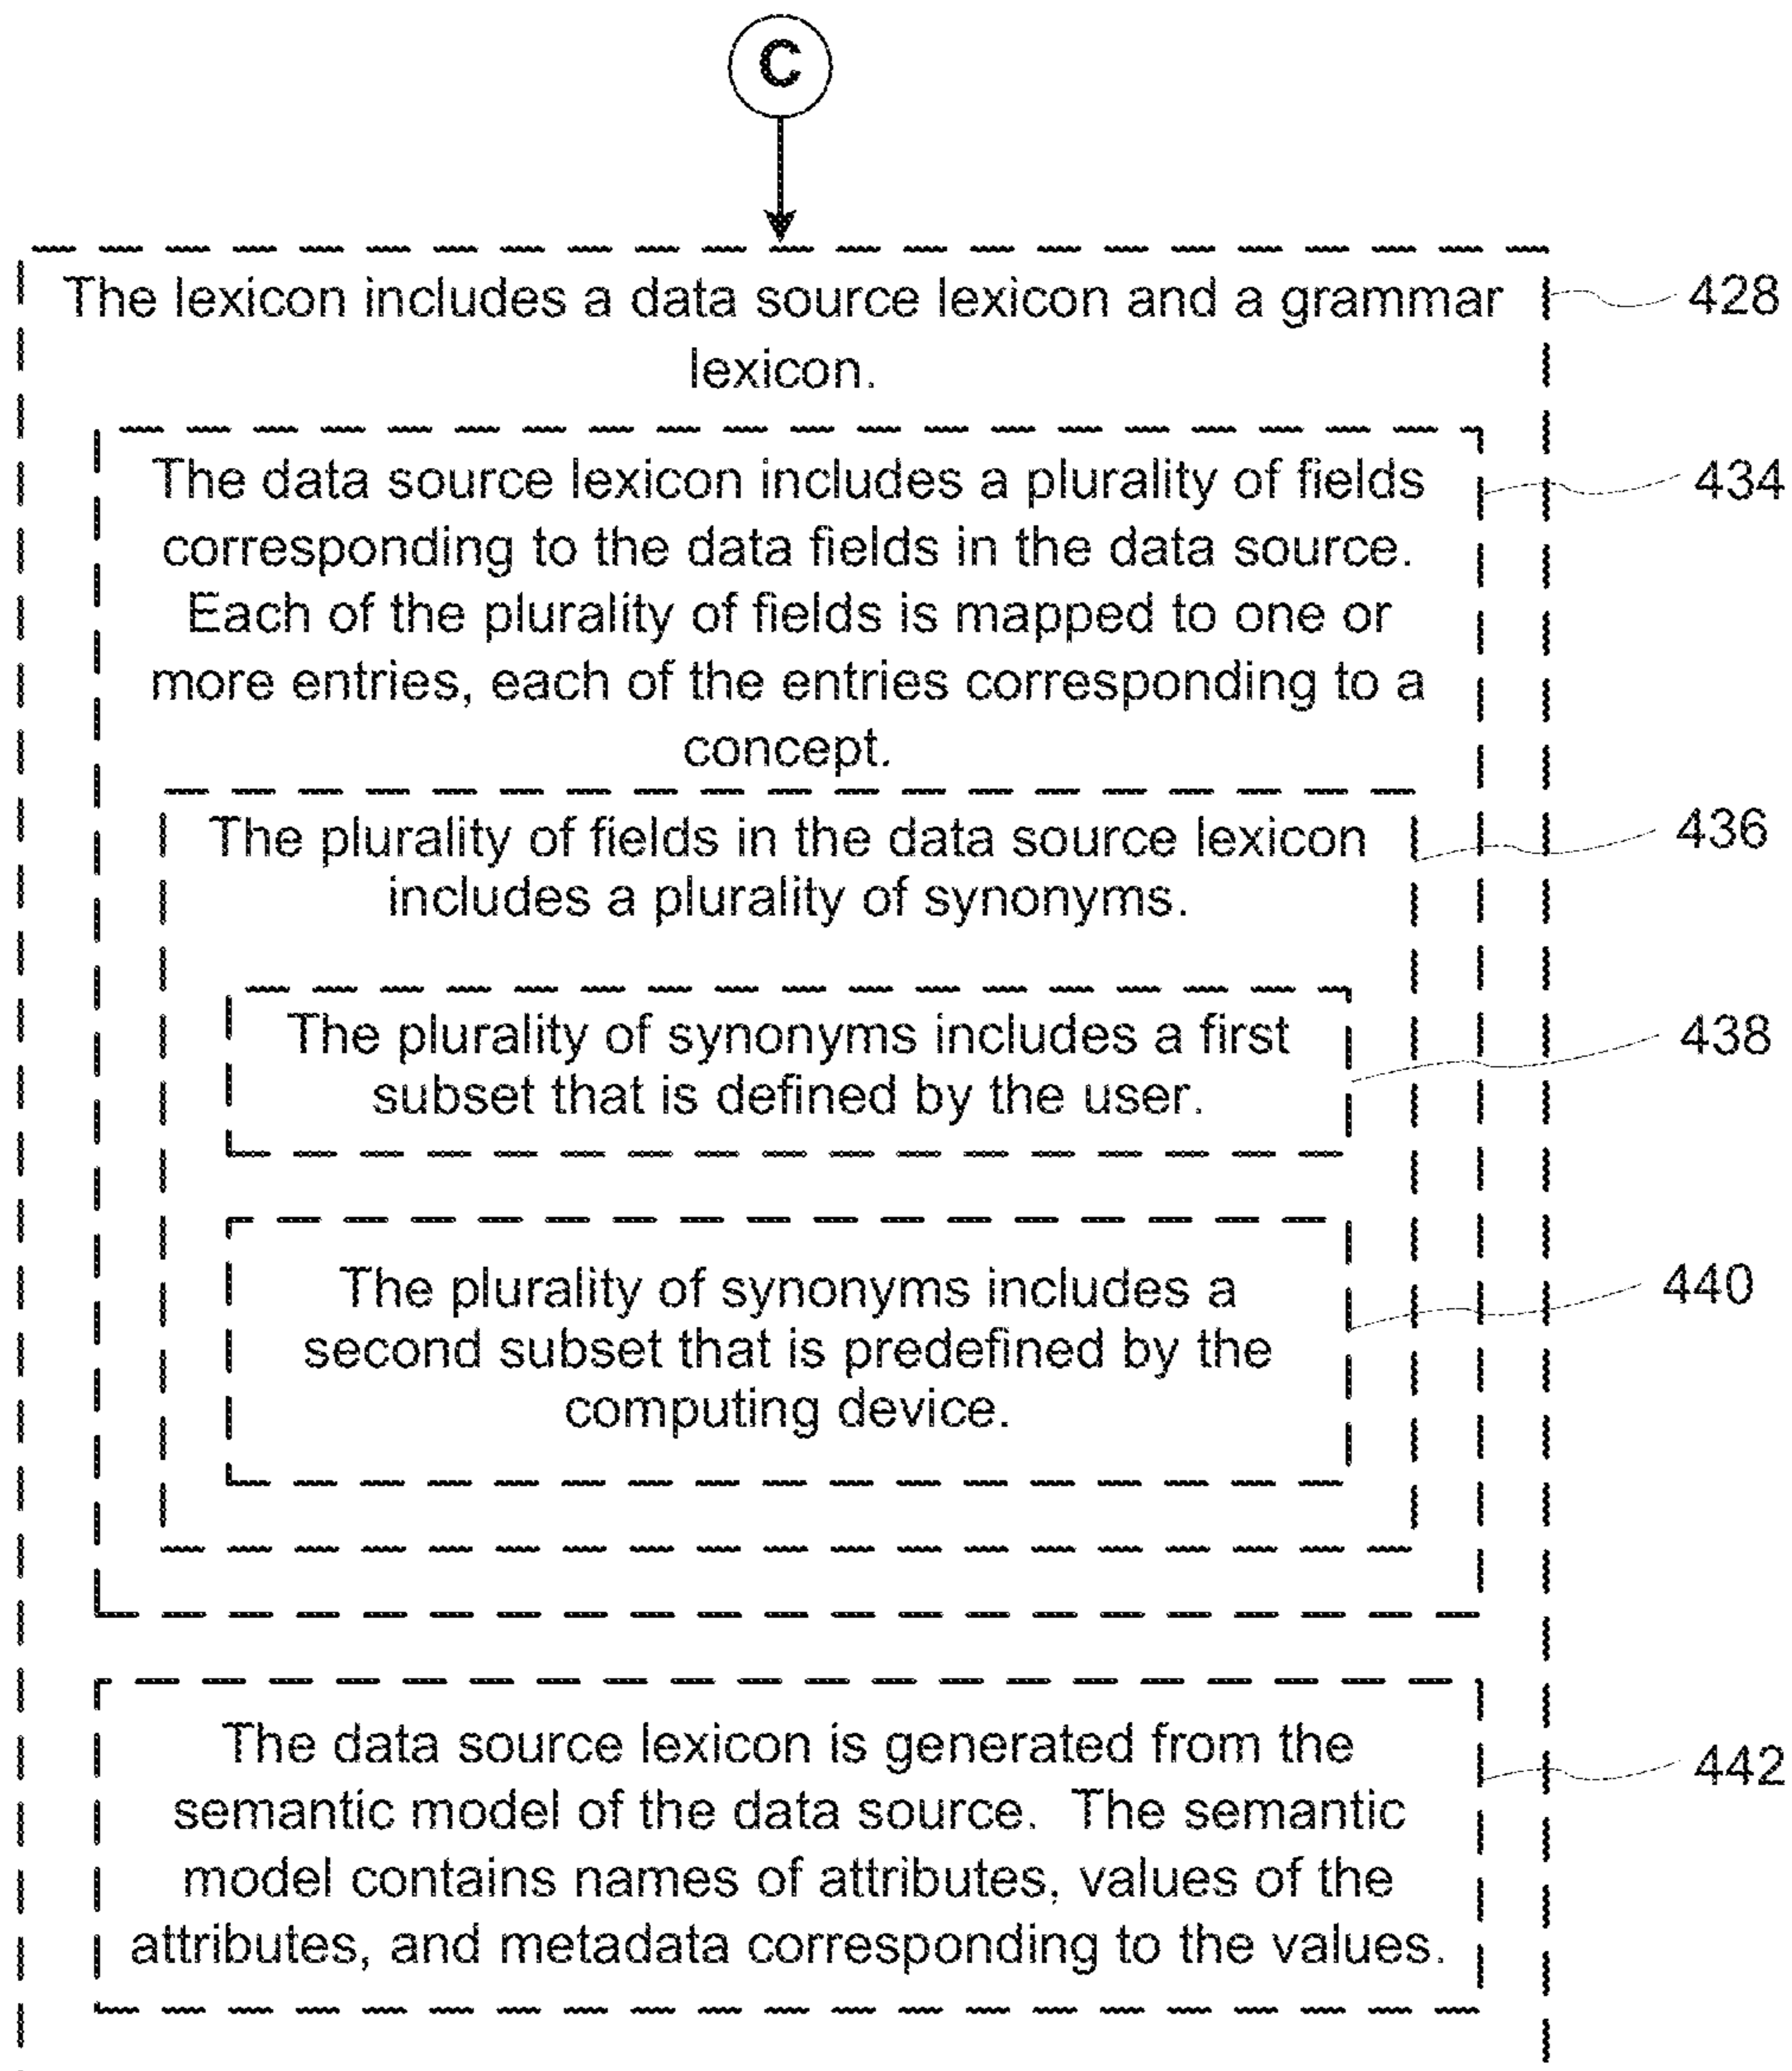 C
The lexicon includes a data source lexicon and a grammar
lexicon.
428
The data source lexicon includes a plurality of fields
corresponding to the data fields in the data source.
Each of the plurality of fields is mapped to one or
more entries, each of the entries corresponding to a
concept.
434
The plurality of fields in the data source lexicon
includes a plurality of synonyms.
436
The plurality of synonyms includes a first
subset that is defined by the user.
438
The plurality of synonyms includes a
second subset that is predefined by the
computing device.
440
The data source lexicon is generated from the
semantic model of the data source. The semantic
model contains names of attributes, values of the
attributes, and metadata corresponding to the values.
442